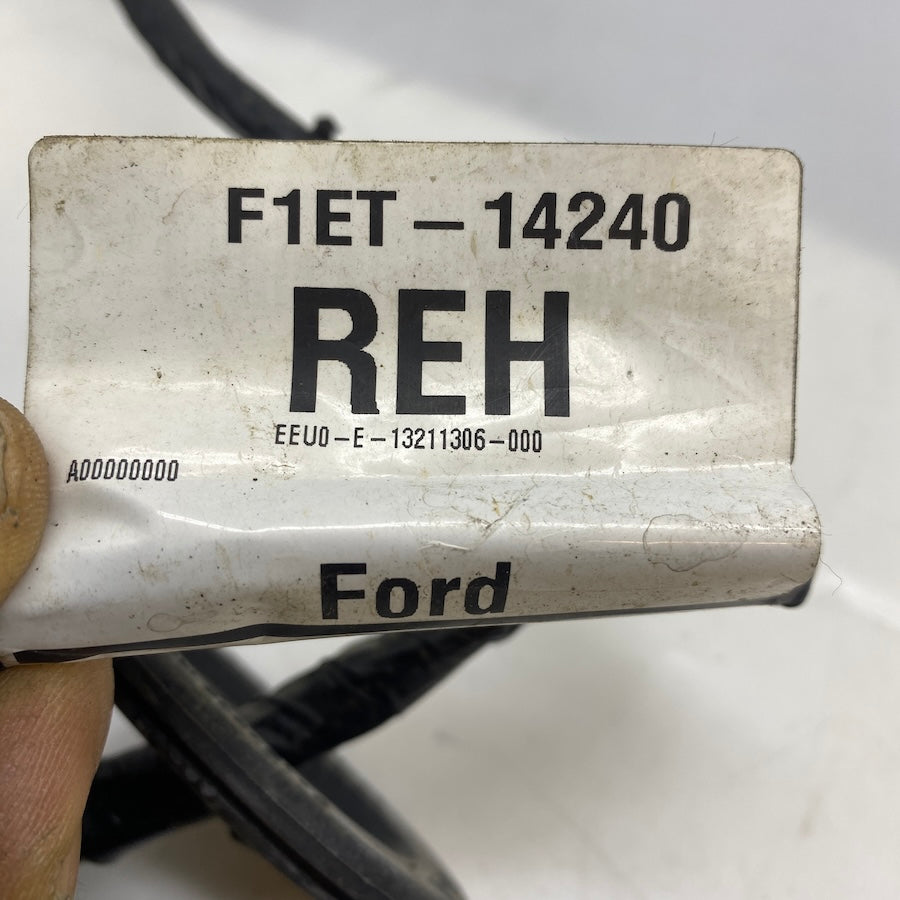 F1ET-14240
REH
EEU0-E-13211306-000
A00000000
Ford